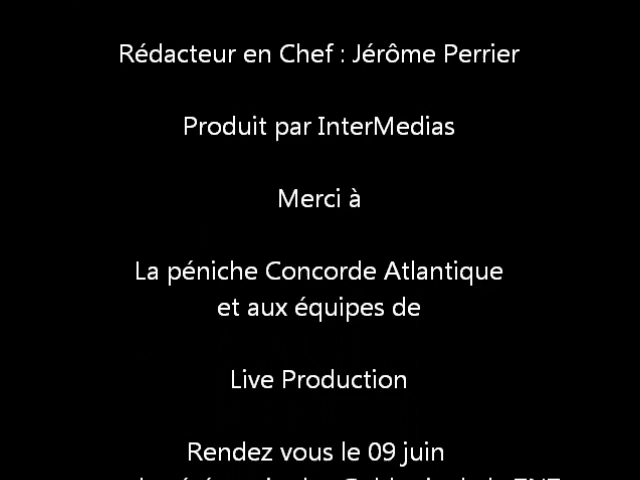 Rédacteur en Chef : Jérôme Perrier
Produit par InterMedias
Merci à
La péniche Concorde Atlantique
et aux équipes de
Live Production
Rendez vous le 09 juin